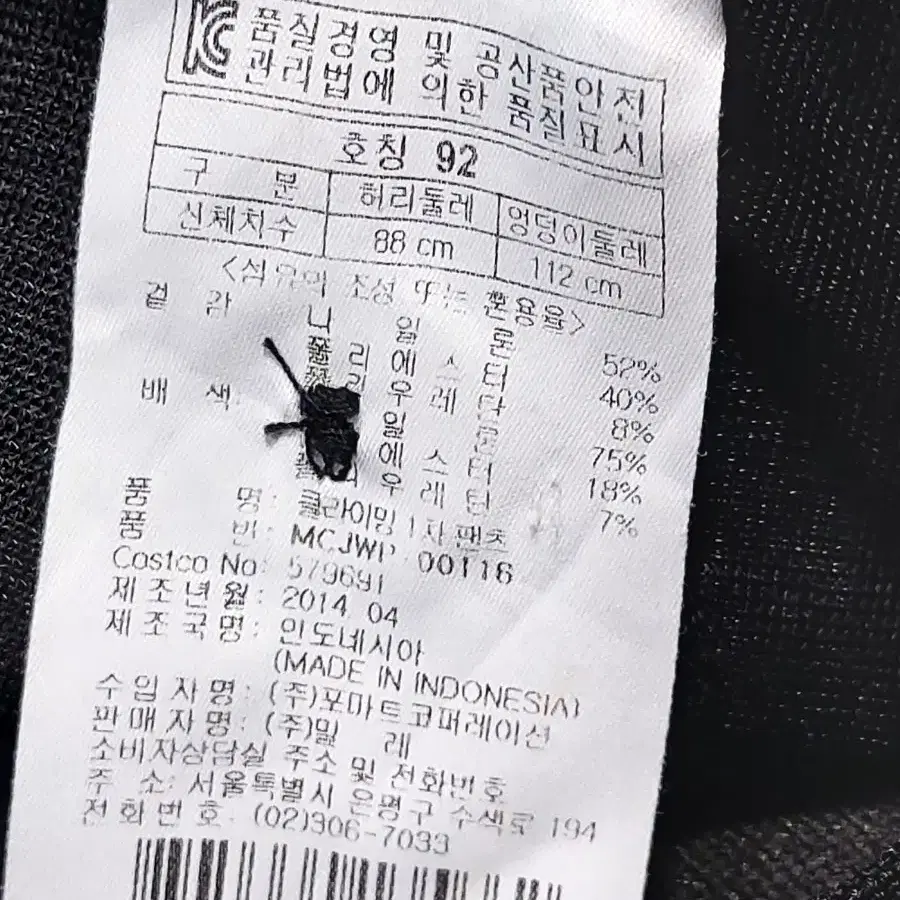 품질경영 및 공산품안전
관리법에 의한 품질표시
호칭 92
구 분 허리둘레 엉덩이둘레
신체치수 88 cm 112 cm
<섬유의 조성 또는 혼용율>
겉 감 나 일 론 52%
폴 리 에 스 터 40%
폴 리 우 레 탄 8%
배 색: 일 론 75%
에 스 터 18%
우 레 탄 7%
품 명: 클라이밍 1자 팬츠
품 번: MCJWP 00116
Costco No: 579691
제조년월: 2014. 04
제조국명: 인도네시아
(MADE IN INDONESIA)
수입자명: (주)포마트코퍼레이션
판매자명: (주)밀 레
소비자상담실 주소 및 전화번호
주 소: 서울특별시 은평구 수색로 194
전화번호: (02)306-7033